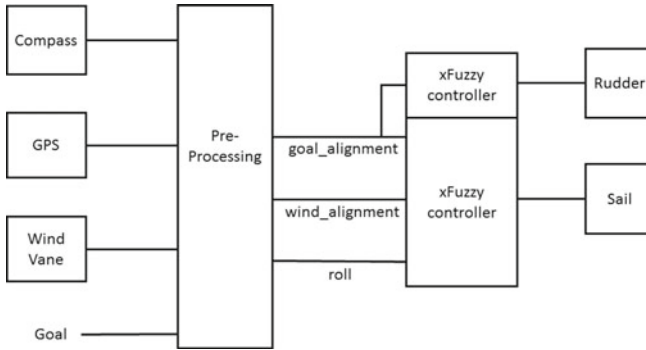 Compass
GPS
Wind
Vane
Goal
Pre-
Processing
goal_alignment
wind_alignment
roll
xFuzzy
controller
xFuzzy
controller
Rudder
Sail